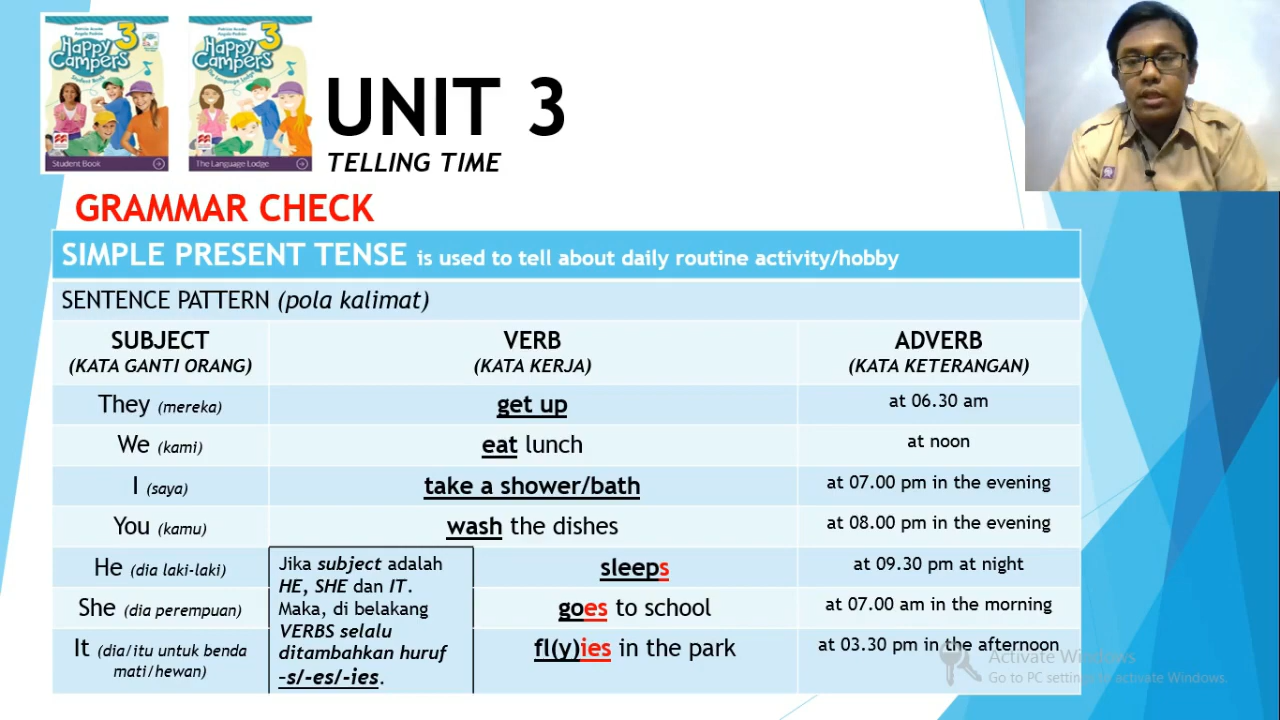 Happy Campers 3
Student Book
Happy Campers 3
The Language Lodge
The Language Lodge
UNIT 3
TELLING TIME
GRAMMAR CHECK
SIMPLE PRESENT TENSE is used to tell about daily routine activity/hobby
SENTENCE PATTERN (pola kalimat)
SUBJECT VERB ADVERB
(KATA GANTI ORANG) (KATA KERJA) (KATA KETERANGAN)
They (mereka) get up at 06.30 am
We (kami) eat lunch at noon
I (saya) take a shower/bath at 07.00 pm in the evening
You (kamu) wash the dishes at 08.00 pm in the evening
He (dia laki-laki) sleeps at 09.30 pm at night
She (dia perempuan) goes to school at 07.00 am in the morning
It (dia/itu untuk benda mati/hewan) fl(y)ies in the park at 03.30 pm in the afternoon
Jika subject adalah
HE, SHE dan IT.
Maka, di belakang
VERBS selalu
ditambahkan huruf
–s/-es/-ies.
Activate Windows
Go to PC settings to activate Windows.